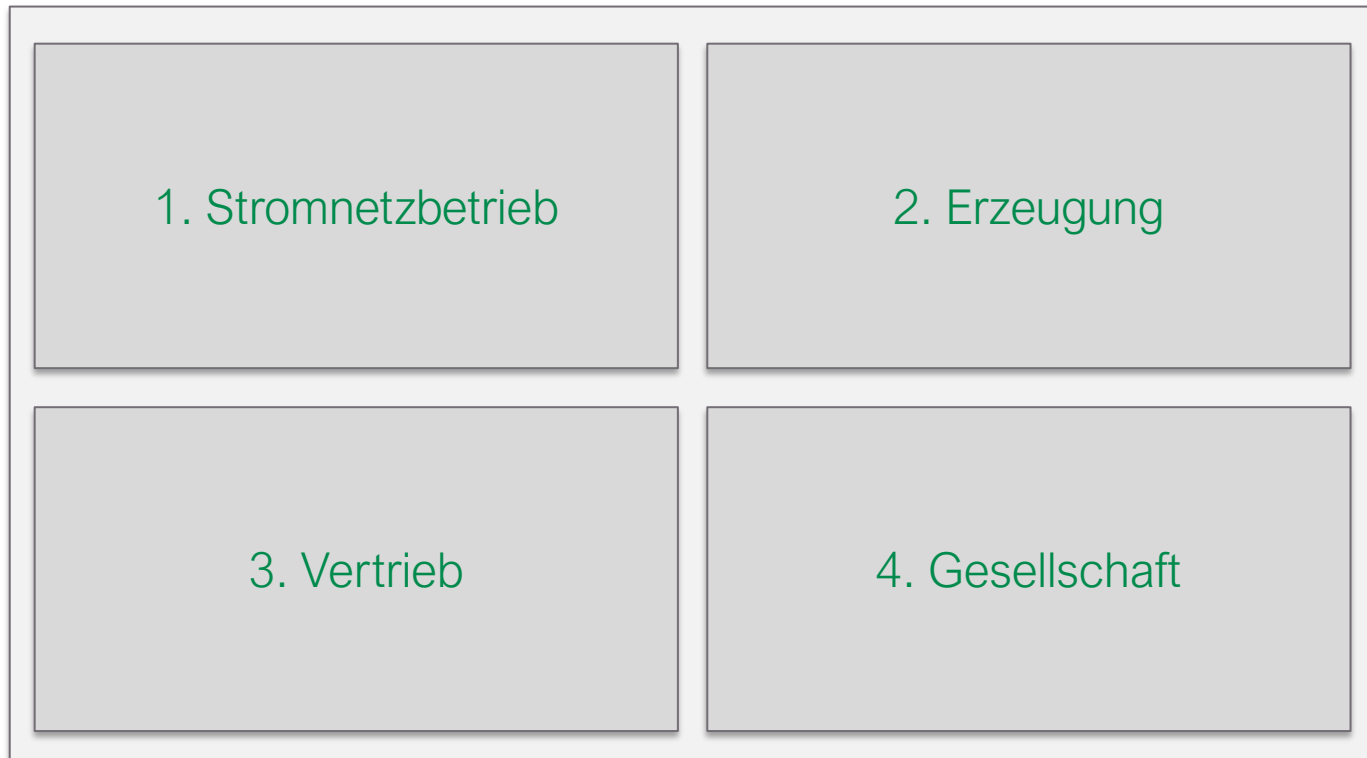 1. Stromnetzbetrieb
2. Erzeugung
3. Vertrieb
4. Gesellschaft